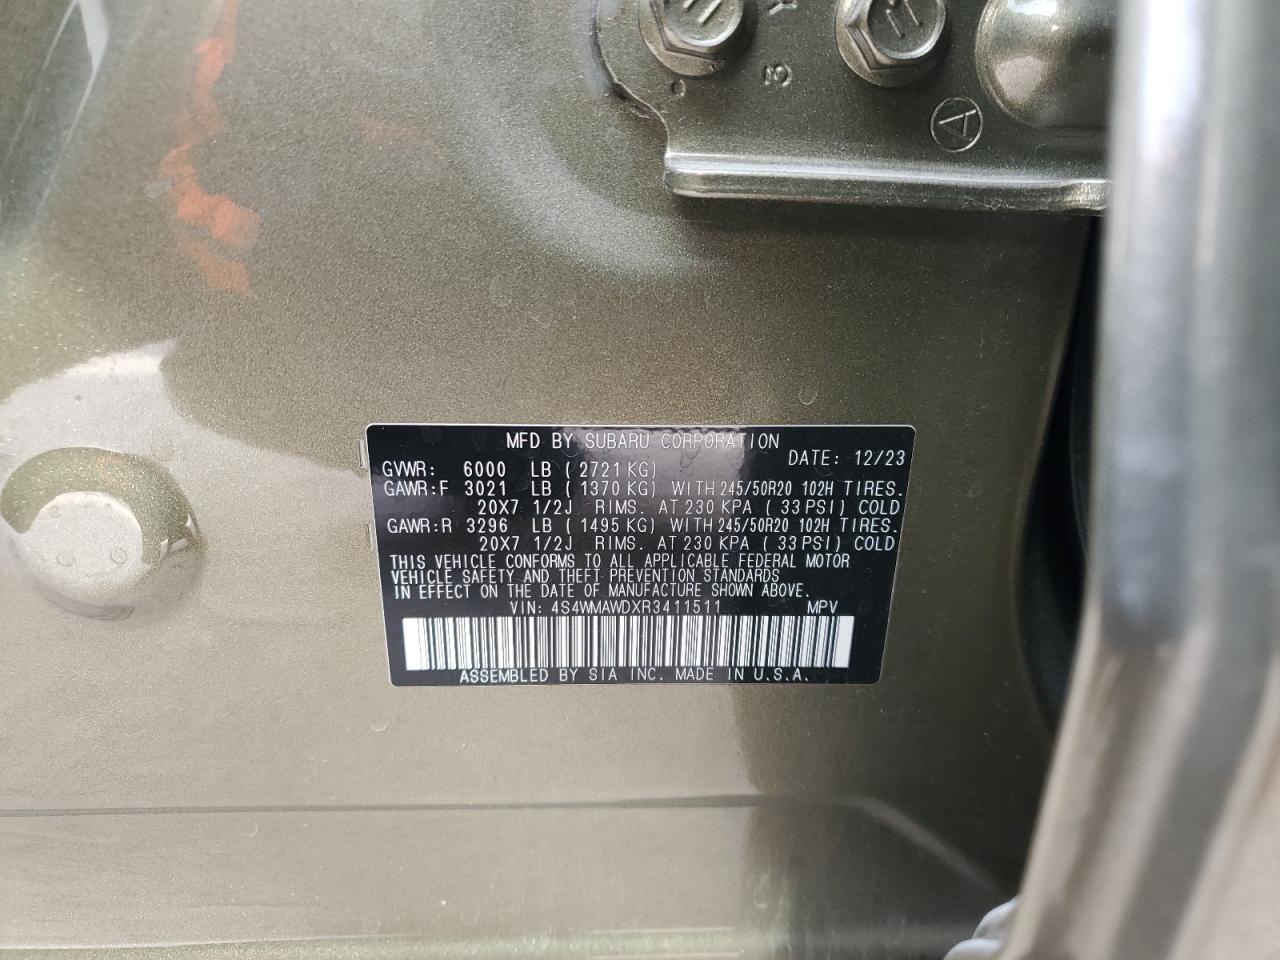 MFD BY SUBARU CORPORATION
DATE: 12/23
GVWR: 6000 LB ( 2721 KG)
GAWR:F 3021 LB ( 1370 KG) WITH 245/50R20 102H TIRES.
20X7 1/2J RIMS. AT 230 KPA ( 33 PSI) COLD
GAWR:R 3296 LB ( 1495 KG) WITH 245/50R20 102H TIRES.
20X7 1/2J RIMS. AT 230 KPA ( 33 PSI) COLD
THIS VEHICLE CONFORMS TO ALL APPLICABLE FEDERAL MOTOR
VEHICLE SAFETY AND THEFT PREVENTION STANDARDS
IN EFFECT ON THE DATE OF MANUFACTURE SHOWN ABOVE.
VIN: 4S4WMAWDXR3411511 MPV
ASSEMBLED BY SIA INC. MADE IN U.S.A.